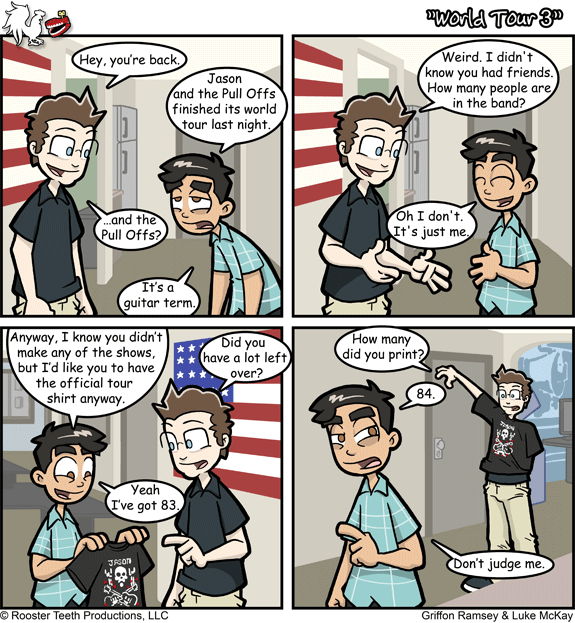 "World Tour 3"
Hey, you're back.
Jason
and the Pull Offs
finished its world
tour last night.
...and the
Pull Offs?
It's a
guitar term.
Weird. I didn't
know you had friends.
How many people are
in the band?
Oh I don't.
It's just me.
Anyway, I know you didn't
make any of the shows,
but I'd like you to have
the official tour
shirt anyway.
Did you
have a lot left
over?
Yeah
I've got 83.
JASON
How many
did you print?
84.
JASON
Don't judge me.
© Rooster Teeth Productions, LLC
Griffon Ramsey & Luke McKay